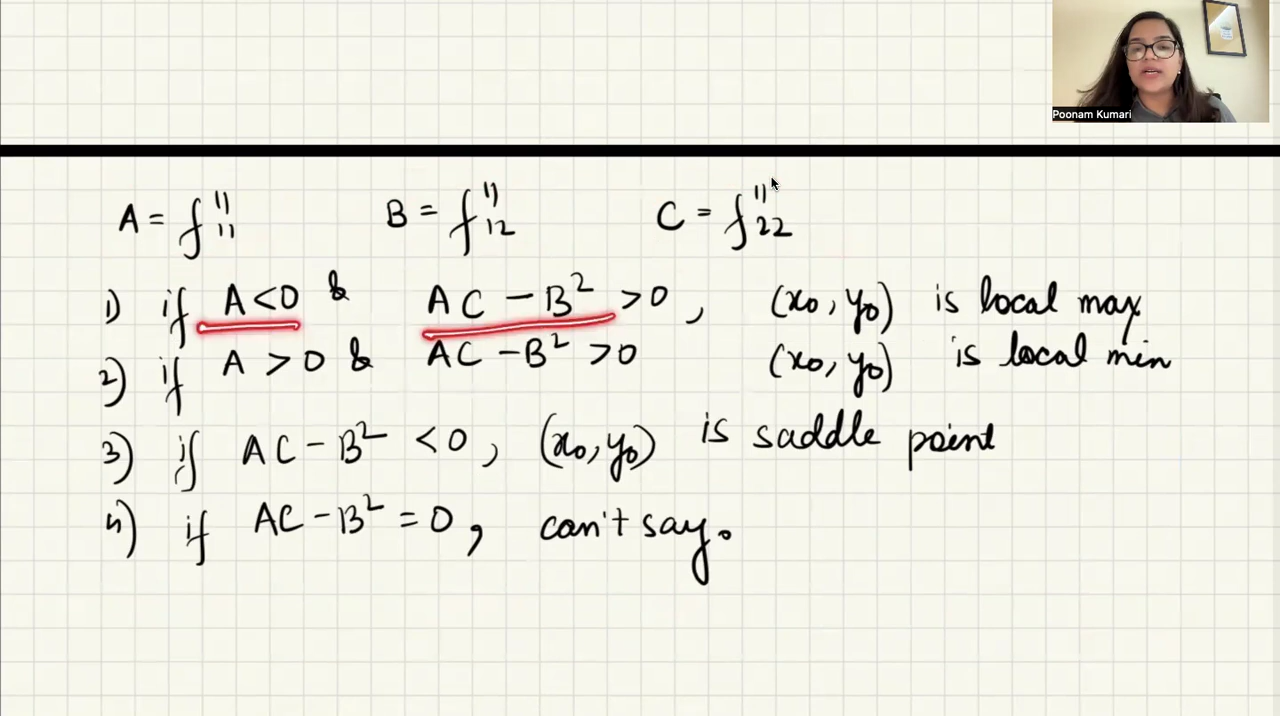 Poonam Kumari
A = f''₁₁ B = f''₁₂ C = f''₂₂
1) if A < 0 & AC - B² > 0, (x₀, y₀) is local max
2) if A > 0 & AC - B² > 0 (x₀, y₀) is local min
3) if AC - B² < 0, (x₀, y₀) is saddle point
4) if AC - B² = 0, can't say.